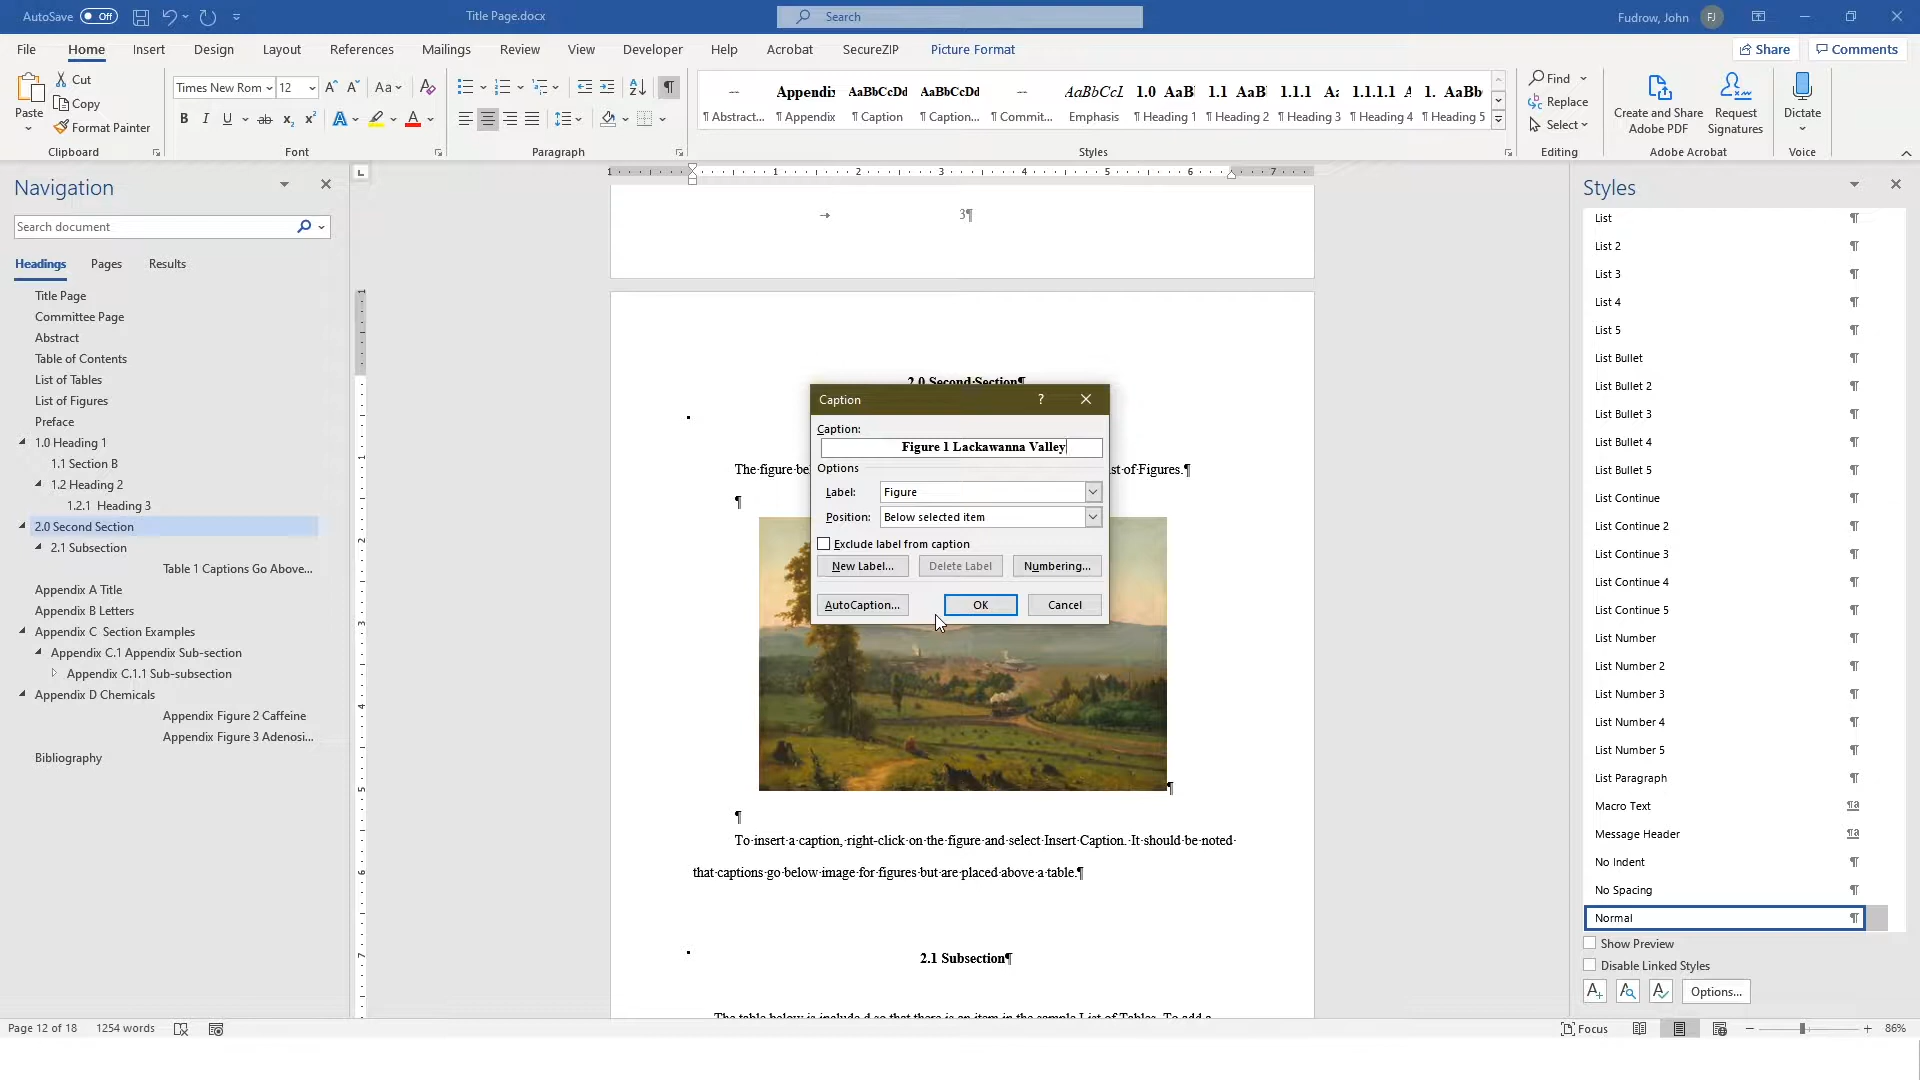 AutoSave Off
Title Page.docx
Search
Fudrow, John FJ
File Home Insert Design Layout References Mailings Review View Developer Help Acrobat SecureZIP Picture Format
Share Comments
Paste
Cut
Copy
Format Painter
Clipboard
Times New Rom 12
Font
Paragraph
AaBbCcDd AaBbCcDd AaBbCcL 1.0 AaB 1.1 AaB 1.1.1 Aa 1.1.1.1 A 1. AaBb
Appendix
¶ Abstract... ¶ Appendix ¶ Caption ¶ Caption... ¶ Commit... Emphasis ¶ Heading 1 ¶ Heading 2 ¶ Heading 3 ¶ Heading 4 ¶ Heading 5
Styles
Find
Replace
Select
Editing
Create and Share
Adobe PDF
Request
Signatures
Adobe Acrobat
Dictate
Voice
Navigation
Search document
Headings Pages Results
Title Page
Committee Page
Abstract
Table of Contents
List of Tables
List of Figures
Preface
1.0 Heading 1
1.1 Section B
1.2 Heading 2
1.2.1 Heading 3
2.0 Second Section
2.1 Subsection
Table 1 Captions Go Above...
Appendix A Title
Appendix B Letters
Appendix C Section Examples
Appendix C.1 Appendix Sub-section
Appendix C.1.1 Sub-subsection
Appendix D Chemicals
Appendix Figure 2 Caffeine
Appendix Figure 3 Adenosi...
Bibliography
1 1 2 3 4 5 6 7
3¶
2.0 Second·Section¶
The·figure·be
st·of·Figures.¶
¶
¶
¶
To·insert·a·caption,·right-click·on·the·figure·and·select·Insert·Caption.·It·should·be·noted·
that·captions·go·below·image·for·figures·but·are·placed·above·a·table.¶
2.1 Subsection¶
Caption ?
Caption:
Figure 1 Lackawanna Valley
Options
Label: Figure
Position: Below selected item
Exclude label from caption
New Label... Delete Label Numbering...
AutoCaption... OK Cancel
Styles
List
List 2
List 3
List 4
List 5
List Bullet
List Bullet 2
List Bullet 3
List Bullet 4
List Bullet 5
List Continue
List Continue 2
List Continue 3
List Continue 4
List Continue 5
List Number
List Number 2
List Number 3
List Number 4
List Number 5
List Paragraph
Macro Text
Message Header
No Indent
No Spacing
Normal
Show Preview
Disable Linked Styles
Options...
Page 12 of 18 1254 words
Focus
86%